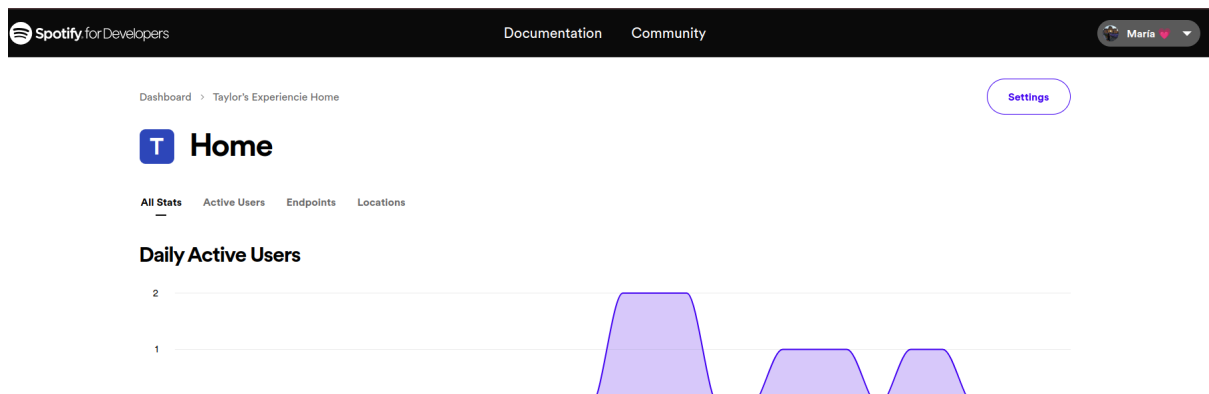 Spotify for Developers
Documentation
Community
María
Dashboard > Taylor's Experiencie Home
Settings
T
Home
All Stats
Active Users
Endpoints
Locations
Daily Active Users
2
1